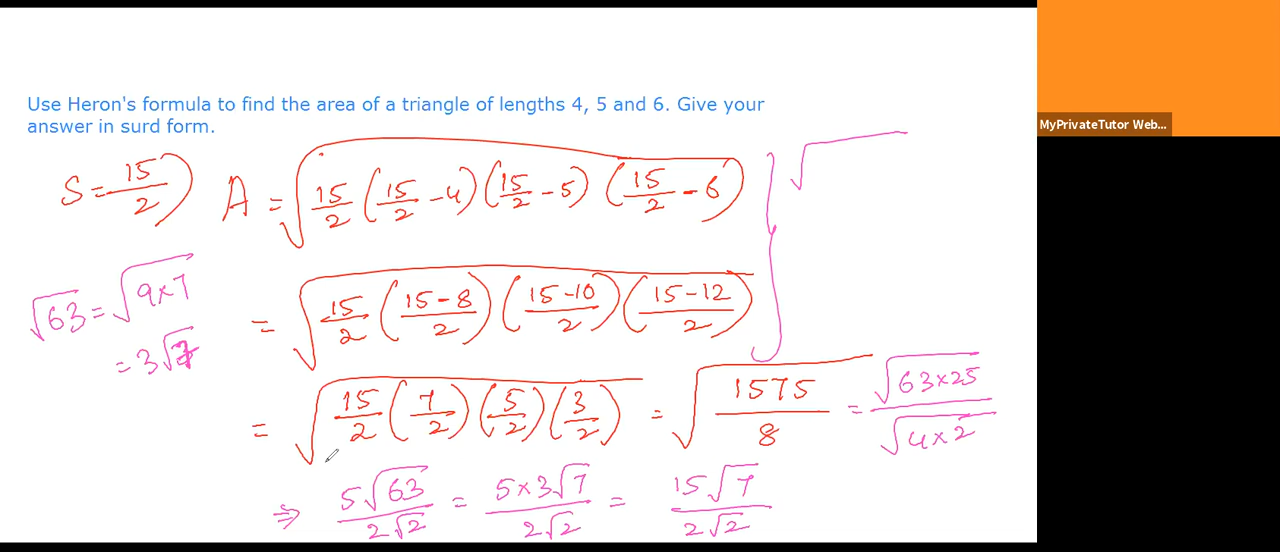 Use Heron's formula to find the area of a triangle of lengths 4, 5 and 6. Give your
answer in surd form.
MyPrivateTutor Web...
S = 15/2) A = √(15/2 (15/2 - 4)(15/2 - 5)(15/2 - 6)) √
√63 = √(9×7)
= 3√7
= √(15/2 ((15-8)/2)((15-10)/2)((15-12)/2))
= √(15/2 (7/2)(5/2)(3/2)) = √(1575/8) = √(63×25)/√(4×2)
⇒ 5√63/2√2 = 5×3√7/2√2 = 15√7/2√2